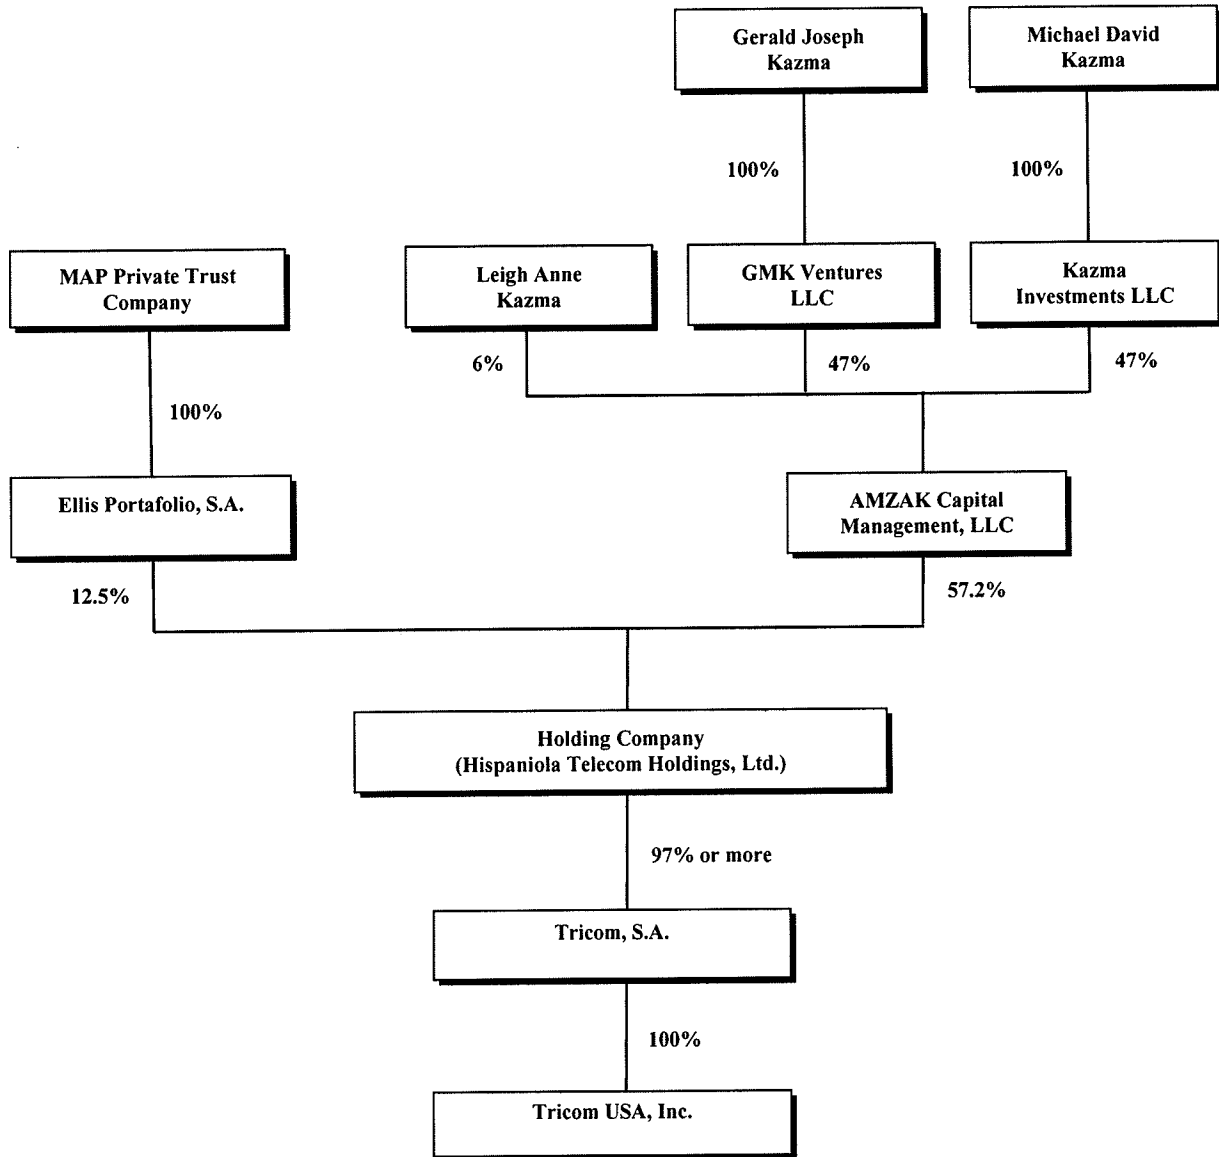 Gerald Joseph
Kazma
Michael David
Kazma
100%
100%
MAP Private Trust
Company
Leigh Anne
Kazma
GMK Ventures
LLC
Kazma
Investments LLC
6%
47%
47%
100%
Ellis Portafolio, S.A.
AMZAK Capital
Management, LLC
12.5%
57.2%
Holding Company
(Hispaniola Telecom Holdings, Ltd.)
97% or more
Tricom, S.A.
100%
Tricom USA, Inc.